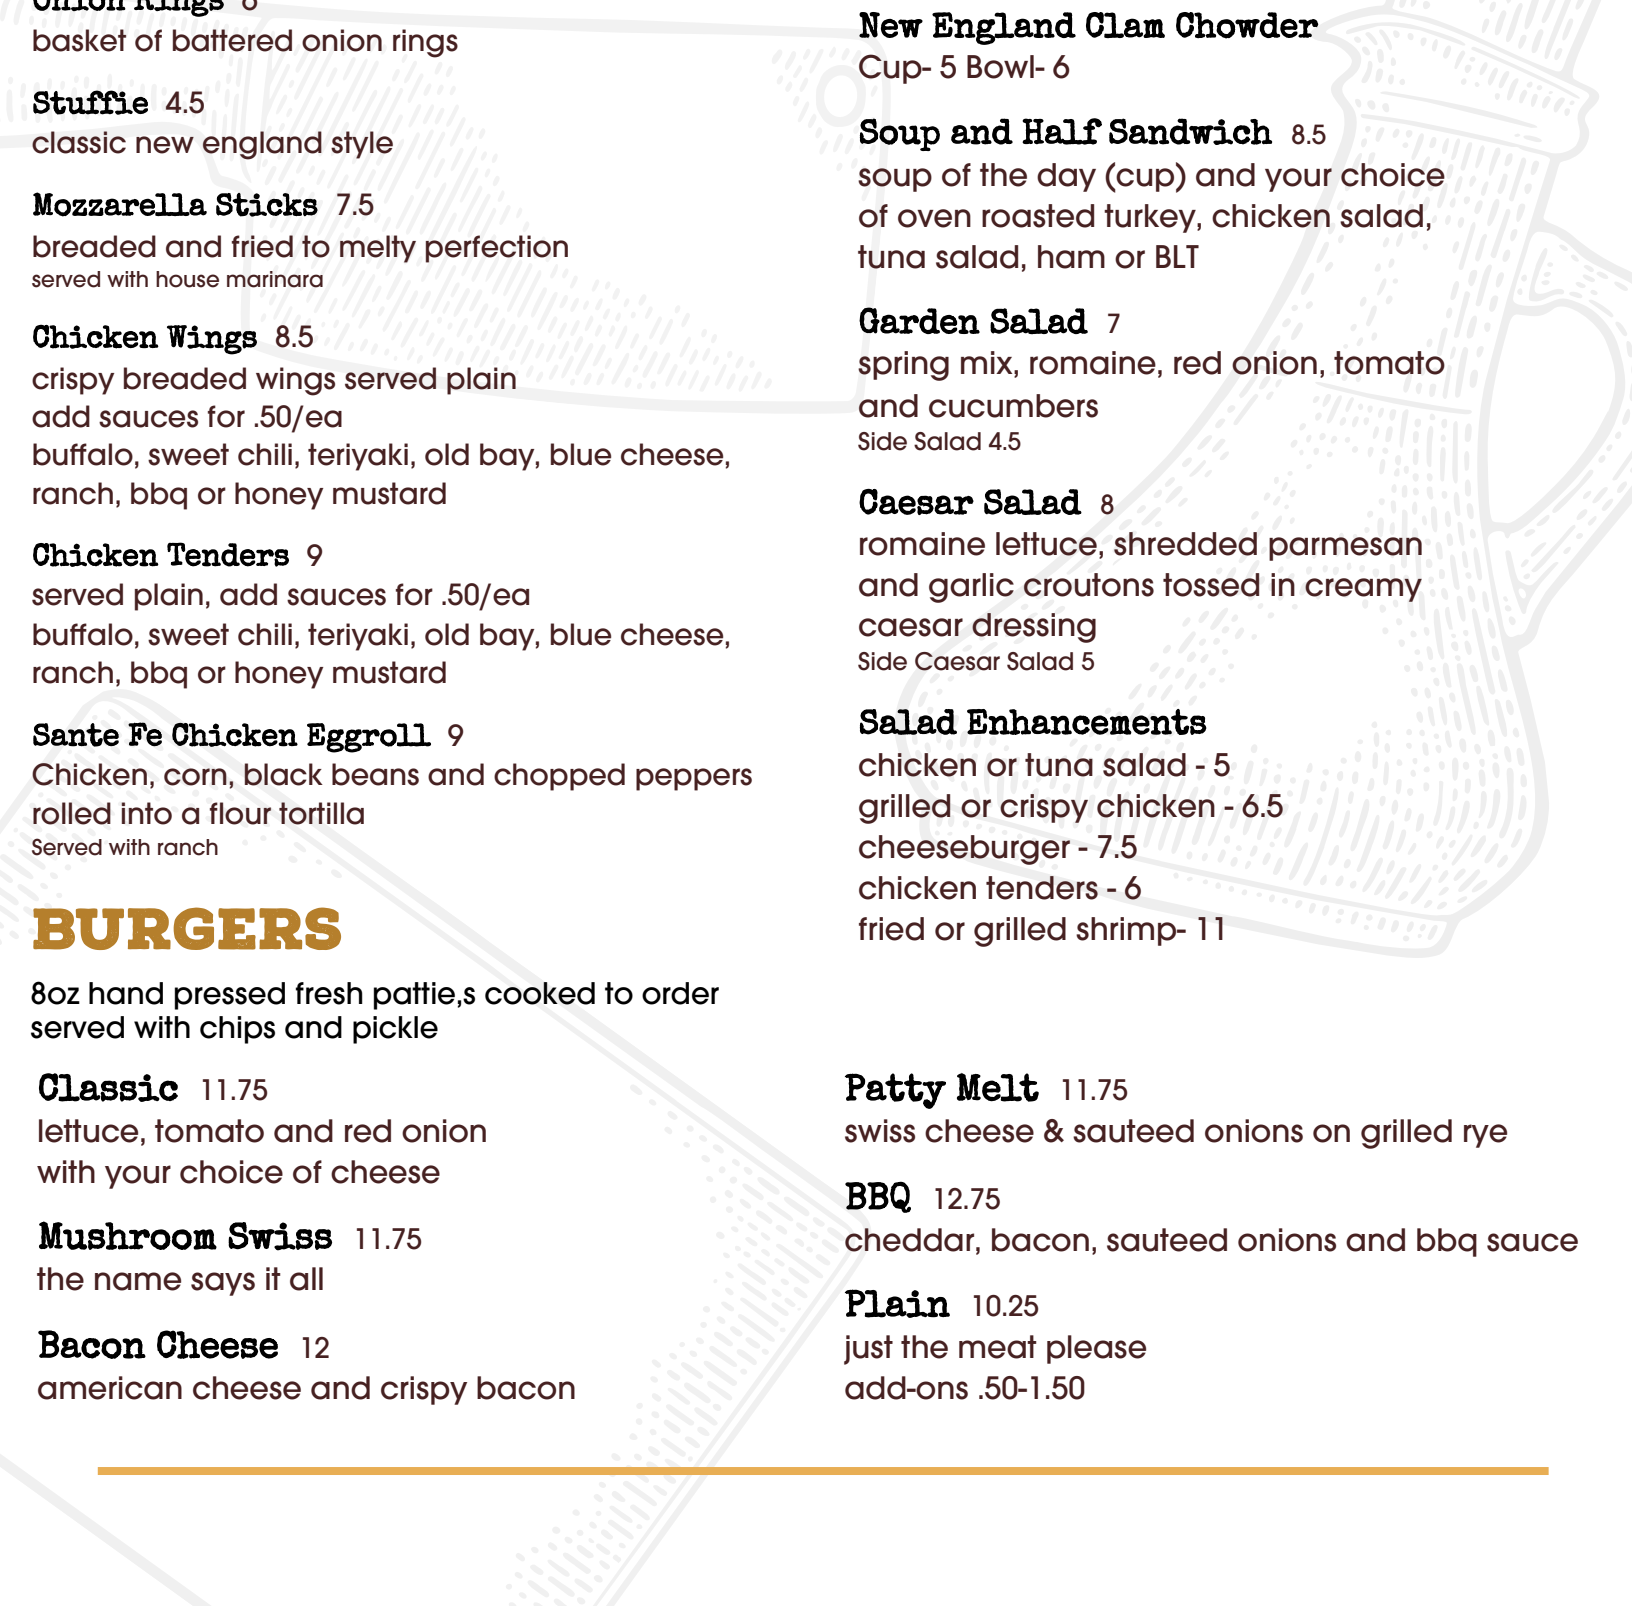 Onion Rings 6
basket of battered onion rings
Stuffie 4.5
classic new england style
Mozzarella Sticks 7.5
breaded and fried to melty perfection
served with house marinara
Chicken Wings 8.5
crispy breaded wings served plain
add sauces for .50/ea
buffalo, sweet chili, teriyaki, old bay, blue cheese,
ranch, bbq or honey mustard
Chicken Tenders 9
served plain, add sauces for .50/ea
buffalo, sweet chili, teriyaki, old bay, blue cheese,
ranch, bbq or honey mustard
Sante Fe Chicken Eggroll 9
Chicken, corn, black beans and chopped peppers
rolled into a flour tortilla
Served with ranch
New England Clam Chowder
Cup- 5 Bowl- 6
Soup and Half Sandwich 8.5
soup of the day (cup) and your choice
of oven roasted turkey, chicken salad,
tuna salad, ham or BLT
Garden Salad 7
spring mix, romaine, red onion, tomato
and cucumbers
Side Salad 4.5
Caesar Salad 8
romaine lettuce, shredded parmesan
and garlic croutons tossed in creamy
caesar dressing
Side Caesar Salad 5
Salad Enhancements
chicken or tuna salad - 5
grilled or crispy chicken - 6.5
cheeseburger - 7.5
chicken tenders - 6
fried or grilled shrimp- 11
BURGERS
8oz hand pressed fresh pattie,s cooked to order
served with chips and pickle
Classic 11.75
lettuce, tomato and red onion
with your choice of cheese
Mushroom Swiss 11.75
the name says it all
Bacon Cheese 12
american cheese and crispy bacon
Patty Melt 11.75
swiss cheese & sauteed onions on grilled rye
BBQ 12.75
cheddar, bacon, sauteed onions and bbq sauce
Plain 10.25
just the meat please
add-ons .50-1.50